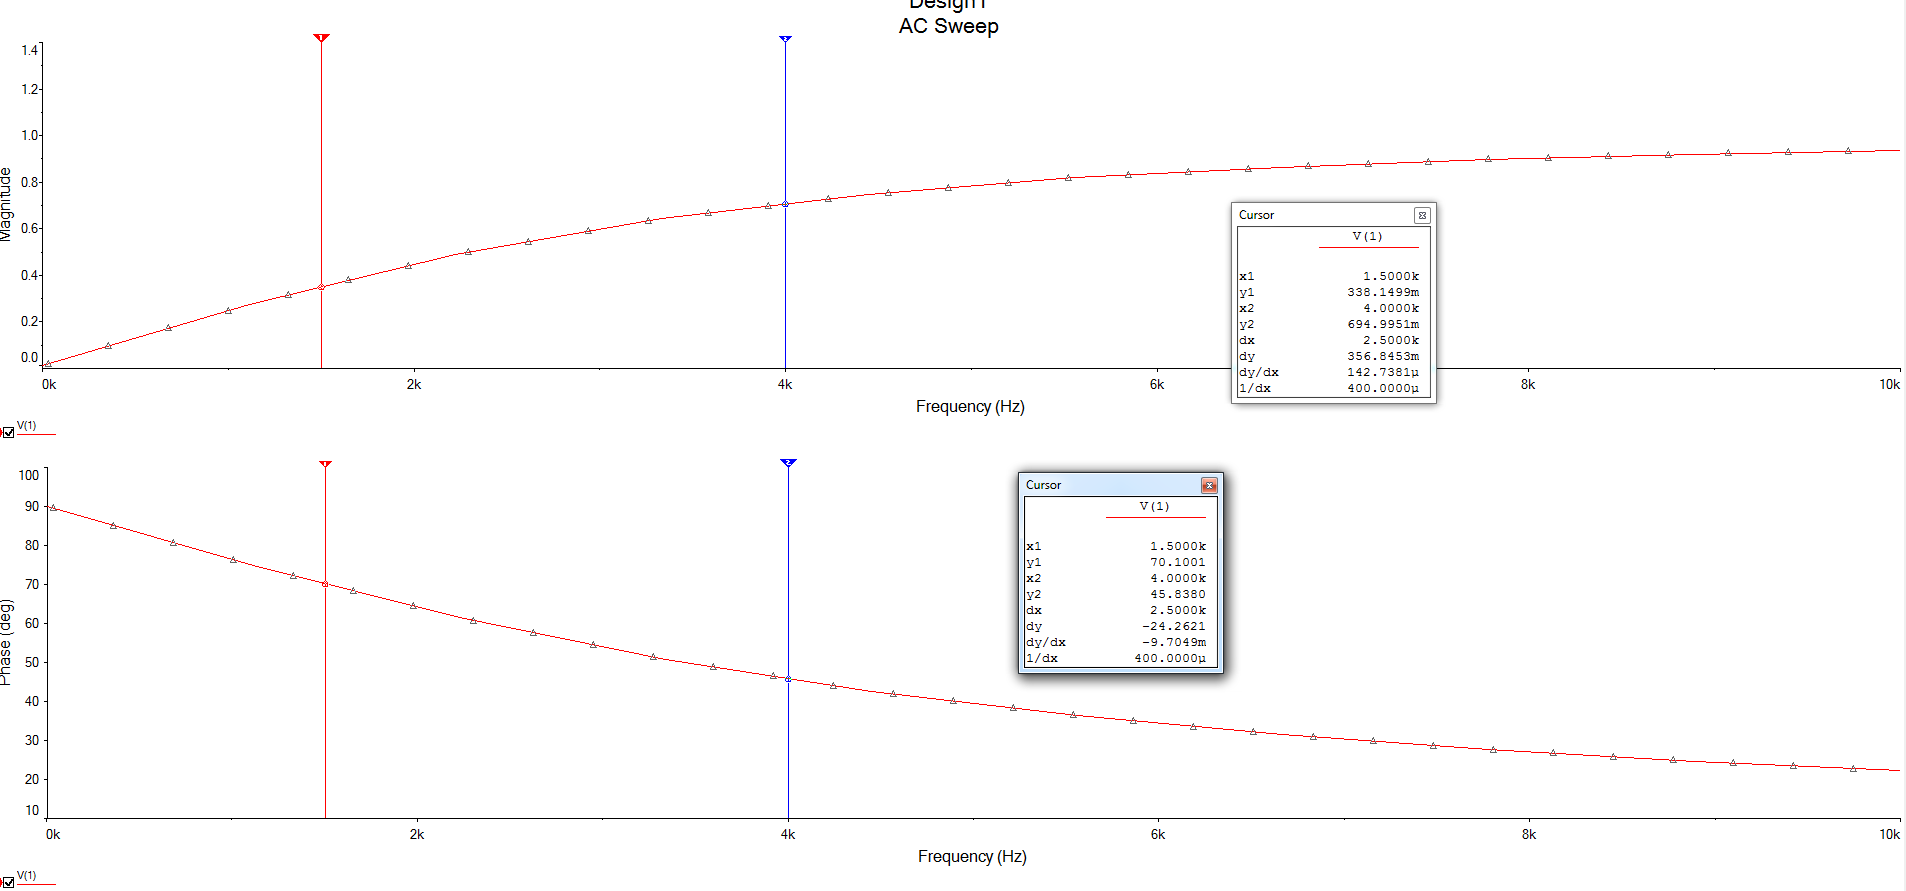 Design1
AC Sweep
1.4
1.2
1.0
0.8
0.6
0.4
0.2
0.0
Magnitude
0k 2k 4k 6k 8k 10k
Frequency (Hz)
1
2
Cursor
V(1)
x1 1.5000k
y1 338.1499m
x2 4.0000k
y2 694.9951m
dx 2.5000k
dy 356.8453m
dy/dx 142.7381µ
1/dx 400.0000µ
V(1)
100
90
80
70
60
50
40
30
20
10
Phase (deg)
0k 2k 4k 6k 8k 10k
Frequency (Hz)
1
2
Cursor
V(1)
x1 1.5000k
y1 70.1001
x2 4.0000k
y2 45.8380
dx 2.5000k
dy -24.2621
dy/dx -9.7049m
1/dx 400.0000µ
V(1)